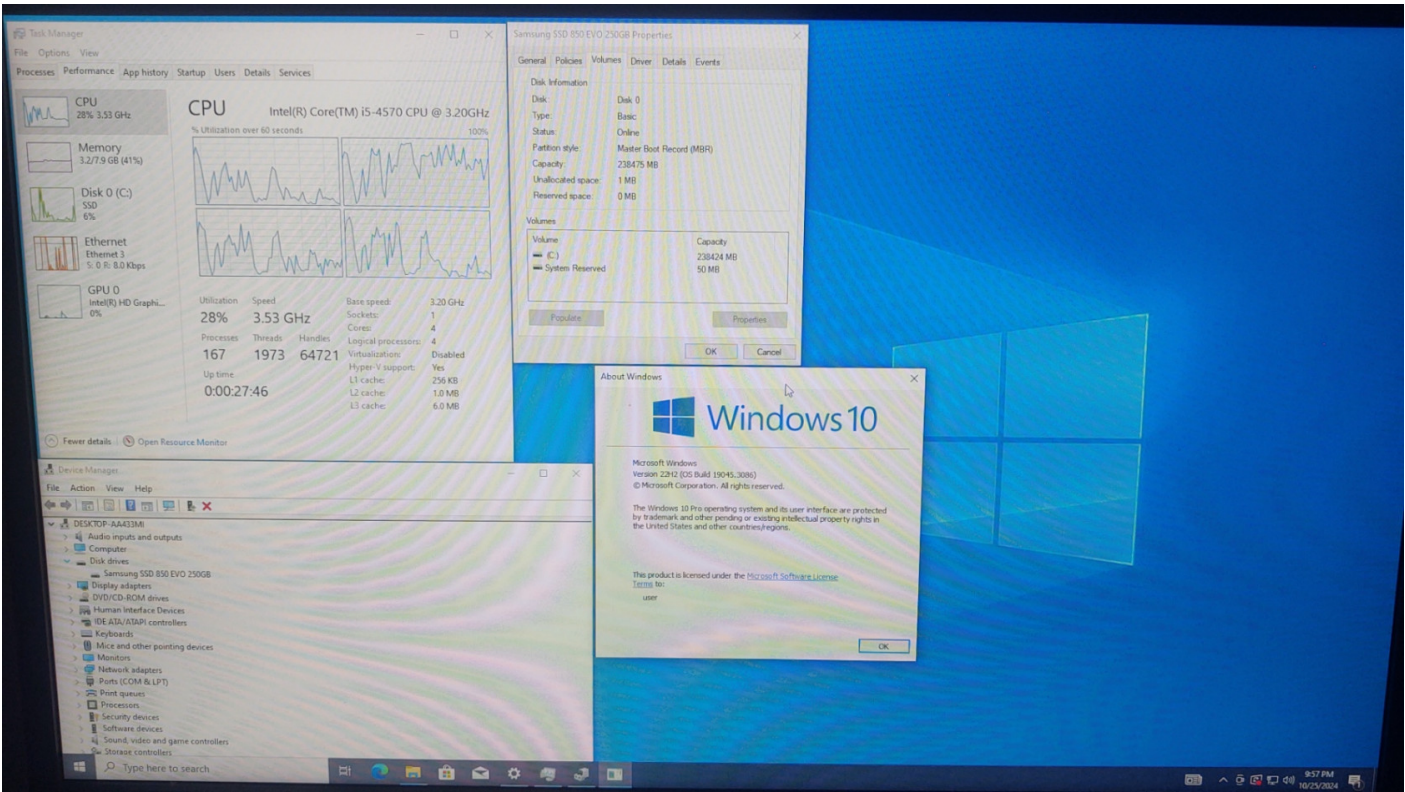 Task Manager
File Options View
Processes Performance App history Startup Users Details Services
CPU
28% 3.53 GHz
Memory
3.2/7.9 GB (41%)
Disk 0 (C:)
SSD
6%
Ethernet
Ethernet 3
S: 0 R: 8.0 Kbps
GPU 0
Intel(R) HD Graphi...
0%
CPU Intel(R) Core(TM) i5-4570 CPU @ 3.20GHz
% Utilization over 60 seconds 100%
Utilization Speed
28% 3.53 GHz
Processes Threads Handles
167 1973 64721
Up time
0:00:27:46
Base speed: 3.20 GHz
Sockets: 1
Cores: 4
Logical processors: 4
Virtualization: Disabled
Hyper-V support: Yes
L1 cache: 256 KB
L2 cache: 1.0 MB
L3 cache: 6.0 MB
Fewer details Open Resource Monitor
Samsung SSD 850 EVO 250GB Properties
General Policies Volumes Driver Details Events
Disk Information
Disk: Disk 0
Type: Basic
Status: Online
Partition style: Master Boot Record (MBR)
Capacity: 238475 MB
Unallocated space: 1 MB
Reserved space: 0 MB
Volumes
Volume Capacity
(C:) 238424 MB
System Reserved 50 MB
Populate Properties
OK Cancel
About Windows
Windows 10
Microsoft Windows
Version 22H2 (OS Build 19045.3086)
© Microsoft Corporation. All rights reserved.
The Windows 10 Pro operating system and its user interface are protected
by trademark and other pending or existing intellectual property rights in
the United States and other countries/regions.
This product is licensed under the Microsoft Software License
Terms to:
user
OK
Device Manager
File Action View Help
DESKTOP-AA433MI
Audio inputs and outputs
Computer
Disk drives
Samsung SSD 850 EVO 250GB
Display adapters
DVD/CD-ROM drives
Human Interface Devices
IDE ATA/ATAPI controllers
Keyboards
Mice and other pointing devices
Monitors
Network adapters
Ports (COM & LPT)
Print queues
Processors
Security devices
Software devices
Sound, video and game controllers
Storage controllers
Type here to search
9:57 PM
10/25/2024
1